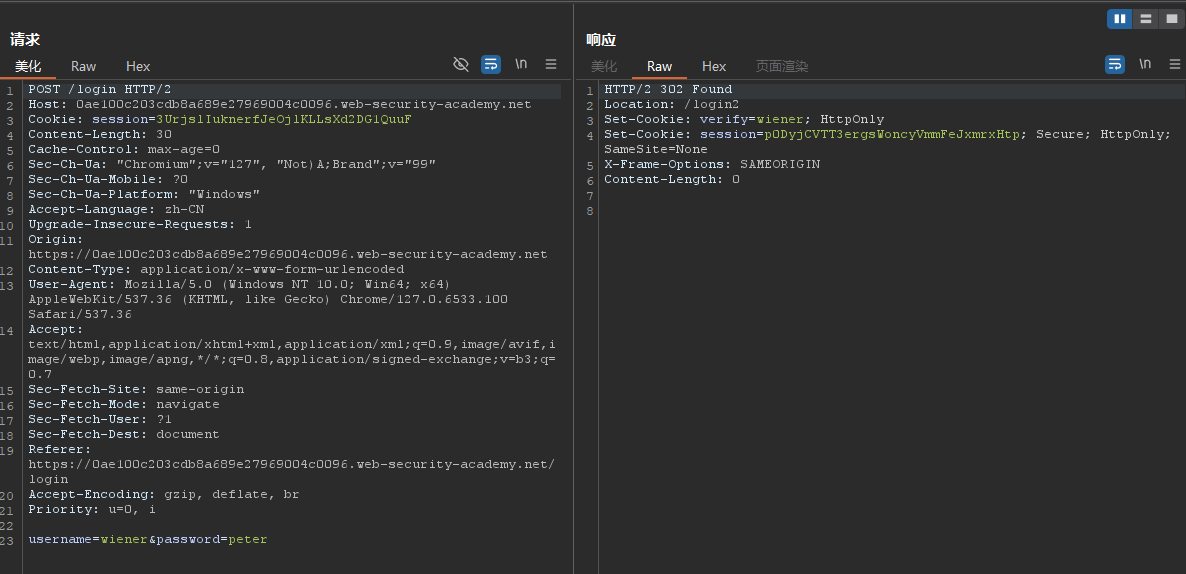 请求
美化 Raw Hex \n
1 POST /login HTTP/2
2 Host: 0ae100c203cdb8a689e27969004c0096.web-security-academy.net
3 Cookie: session=3UrjslIuknerfJeOjlKLLsXd2DG1QuuF
4 Content-Length: 30
5 Cache-Control: max-age=0
6 Sec-Ch-Ua: "Chromium";v="127", "Not)A;Brand";v="99"
7 Sec-Ch-Ua-Mobile: ?0
8 Sec-Ch-Ua-Platform: "Windows"
9 Accept-Language: zh-CN
10 Upgrade-Insecure-Requests: 1
11 Origin:
https://0ae100c203cdb8a689e27969004c0096.web-security-academy.net
12 Content-Type: application/x-www-form-urlencoded
13 User-Agent: Mozilla/5.0 (Windows NT 10.0; Win64; x64)
AppleWebKit/537.36 (KHTML, like Gecko) Chrome/127.0.6533.100
Safari/537.36
14 Accept:
text/html,application/xhtml+xml,application/xml;q=0.9,image/avif,i
mage/webp,image/apng,*/*;q=0.8,application/signed-exchange;v=b3;q=
0.7
15 Sec-Fetch-Site: same-origin
16 Sec-Fetch-Mode: navigate
17 Sec-Fetch-User: ?1
18 Sec-Fetch-Dest: document
19 Referer:
https://0ae100c203cdb8a689e27969004c0096.web-security-academy.net/
login
20 Accept-Encoding: gzip, deflate, br
21 Priority: u=0, i
22
23 username=wiener&password=peter
响应
美化 Raw Hex 页面渲染 \n
1 HTTP/2 302 Found
2 Location: /login2
3 Set-Cookie: verify=wiener; HttpOnly
4 Set-Cookie: session=p0DyjCVTT3ergsWoncyVmmFeJxmrxHtp; Secure; HttpOnly;
SameSite=None
5 X-Frame-Options: SAMEORIGIN
6 Content-Length: 0
7
8